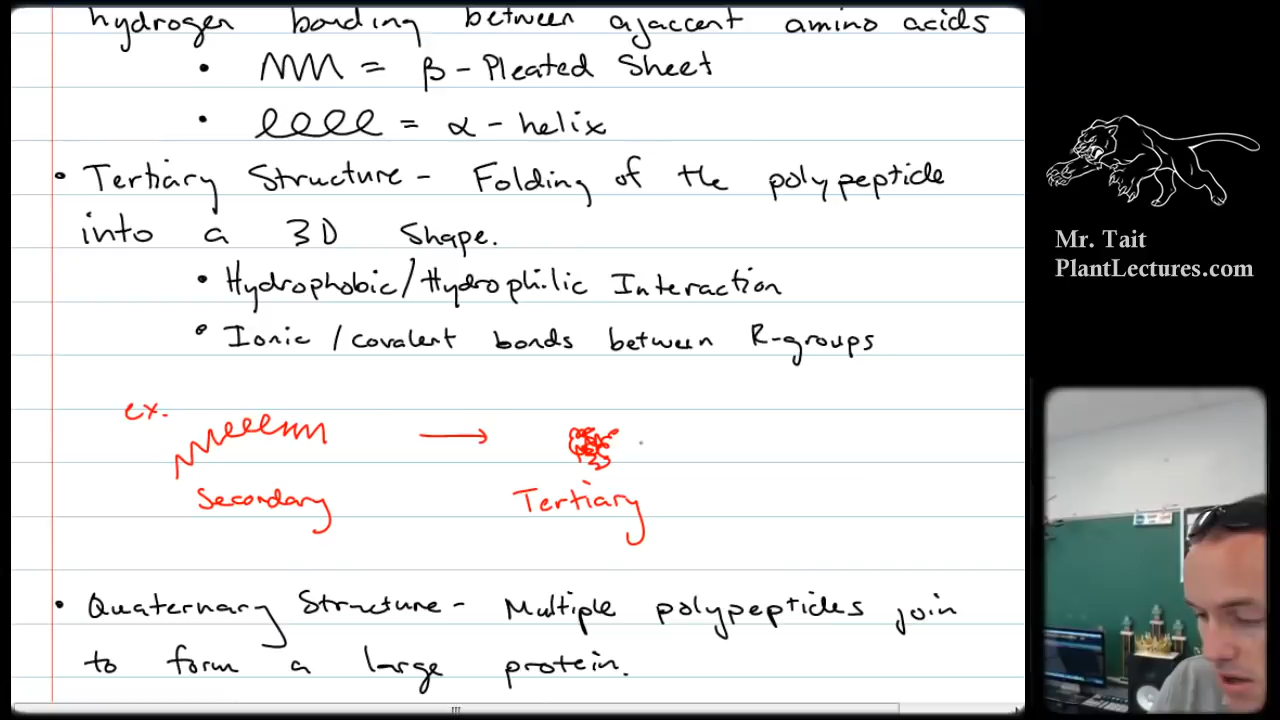 hydrogen bonding between ajaccent amino acids
• = β-Pleated Sheet
• = α-helix
• Tertiary Structure - Folding of the polypeptide
into a 3D Shape.
• Hydrophobic/Hydrophilic Interaction
• Ionic/covalent bonds between R-groups
ex.
Secondary → Tertiary
• Quaternary Structure - Multiple polypeptides join
to form a large protein.
Mr. Tait
PlantLectures.com